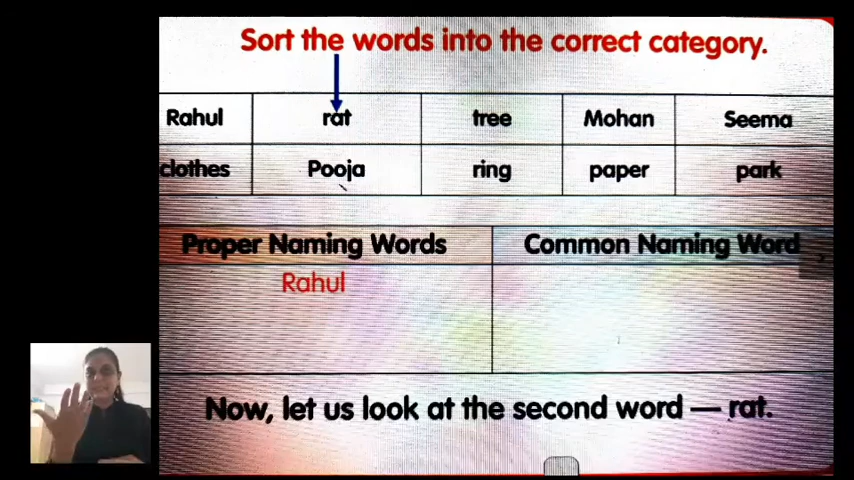 Sort the words into the correct category.
Rahul rat tree Mohan Seema
clothes Pooja ring paper park
Proper Naming Words Common Naming Word
Rahul
Now, let us look at the second word — rat.